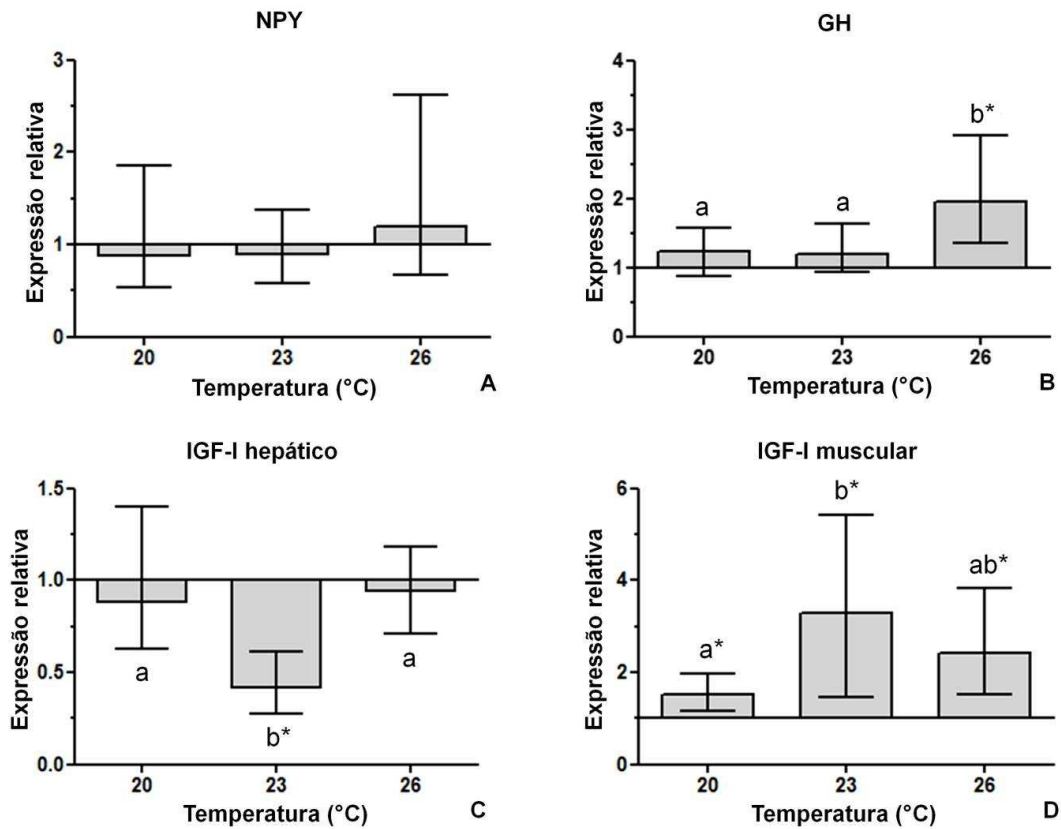 NPY
Expressão relativa
3
2
1
0
20 23 26
Temperatura (°C)
A
GH
Expressão relativa
4
3
2
1
0
a a b*
20 23 26
Temperatura (°C)
B
IGF-I hepático
Expressão relativa
1.5
1.0
0.5
0.0
a b* a
20 23 26
Temperatura (°C)
C
IGF-I muscular
Expressão relativa
6
4
2
0
a* b* ab*
20 23 26
Temperatura (°C)
D